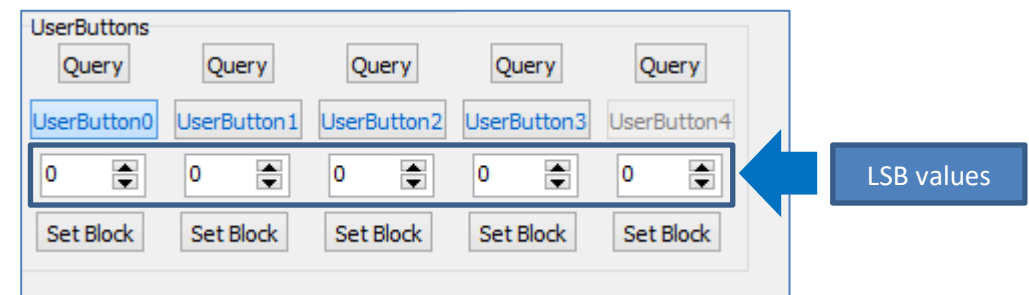 UserButtons
Query Query Query Query Query
UserButton0 UserButton1 UserButton2 UserButton3 UserButton4
0 0 0 0 0
LSB values
Set Block Set Block Set Block Set Block Set Block